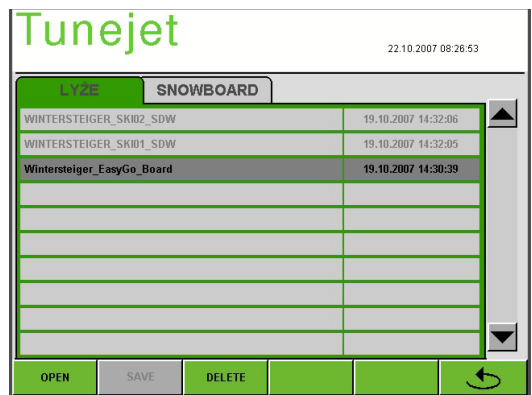 Tunejet
22.10.2007 08:26:53
LYŽE SNOWBOARD
WINTERSTEIGER_SKI02_SDW 19.10.2007 14:32:06
WINTERSTEIGER_SKI01_SDW 19.10.2007 14:32:05
Wintersteiger_EasyGo_Board 19.10.2007 14:30:39
OPEN SAVE DELETE